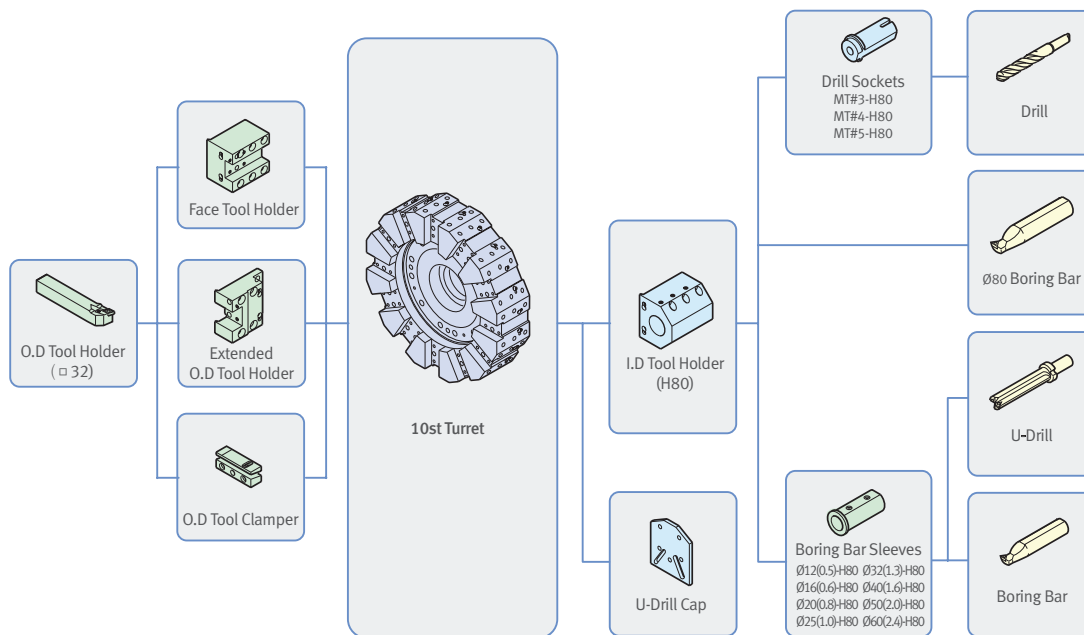 O.D Tool Holder
(□32)
Face Tool Holder
Extended
O.D Tool Holder
O.D Tool Clamper
10st Turret
I.D Tool Holder
(H80)
U-Drill Cap
Drill Sockets
MT#3-H80
MT#4-H80
MT#5-H80
Drill
Ø80 Boring Bar
U-Drill
Boring Bar Sleeves
Ø12(0.5)-H80 Ø32(1.3)-H80
Ø16(0.6)-H80 Ø40(1.6)-H80
Ø20(0.8)-H80 Ø50(2.0)-H80
Ø25(1.0)-H80 Ø60(2.4)-H80
Boring Bar